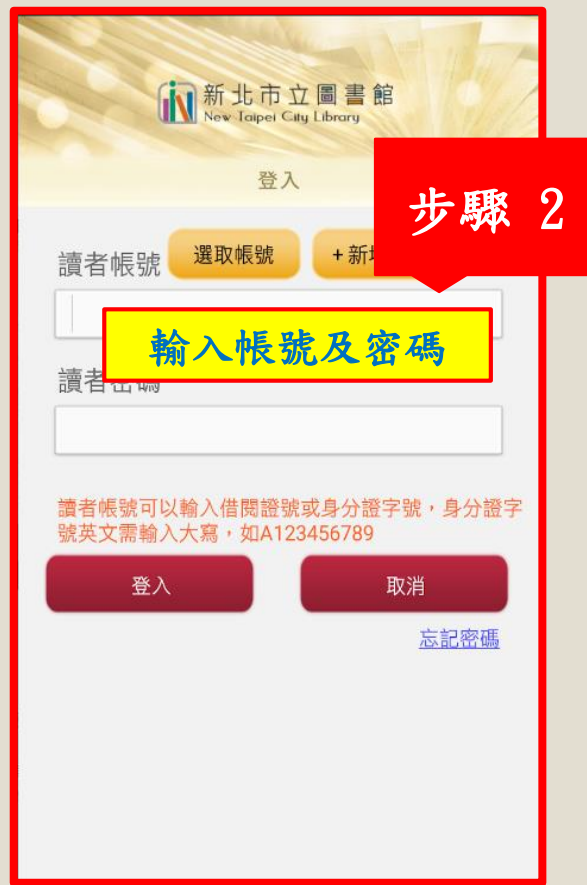 新北市立圖書館
New Taipei City Library
登入
步驟 2
讀者帳號
選取帳號
+新增
輸入帳號及密碼
讀者密碼
讀者帳號可以輸入借閱證號或身分證字號，身分證字
號英文需輸入大寫，如A123456789
登入
取消
忘記密碼